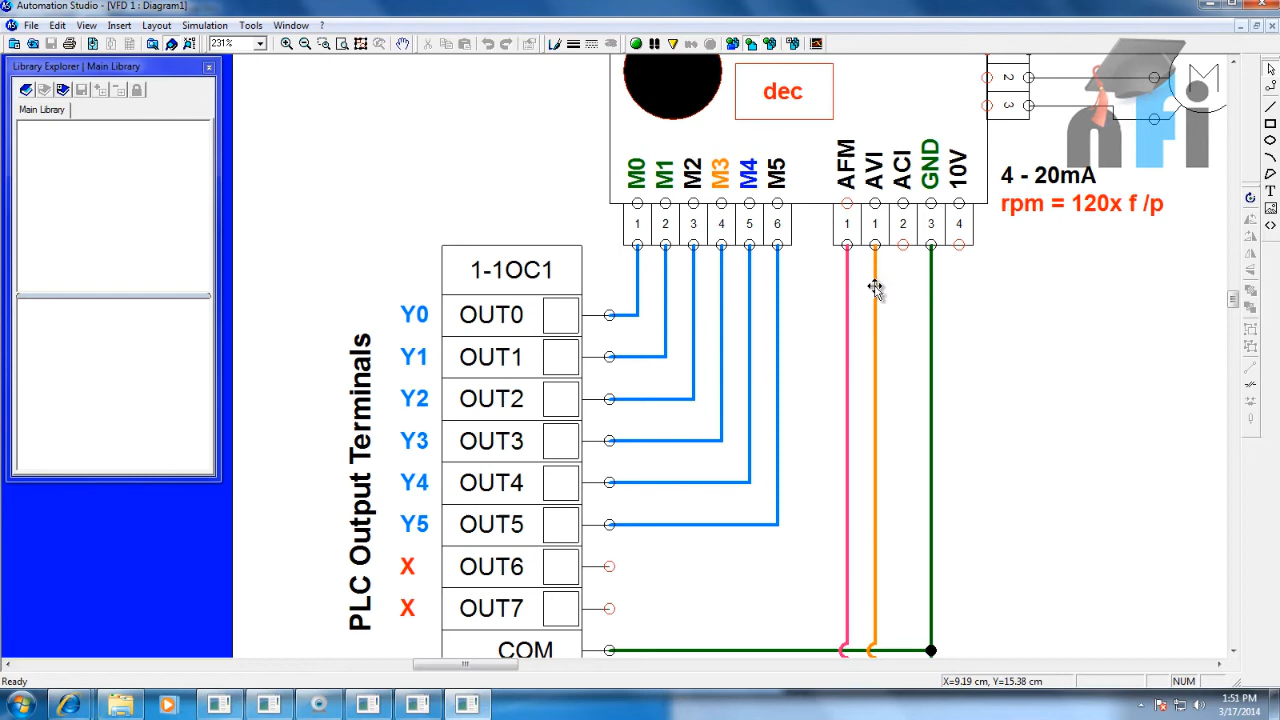 Automation Studio - [VFD 1 : Diagram1]
File Edit View Insert Layout Simulation Tools Window ?
231%
Library Explorer | Main Library
Main Library
dec
2
3
M
nfi
M0 M1 M2 M3 M4 M5 AFM AVI ACI GND 10V
4 - 20mA
rpm = 120x f /p
1 2 3 4 5 6 1 1 2 3 4
1-1OC1
PLC Output Terminals
Y0 OUT0
Y1 OUT1
Y2 OUT2
Y3 OUT3
Y4 OUT4
Y5 OUT5
X OUT6
X OUT7
COM
Ready
X=9.19 cm, Y=15.38 cm
NUM
1:51 PM
3/17/2014